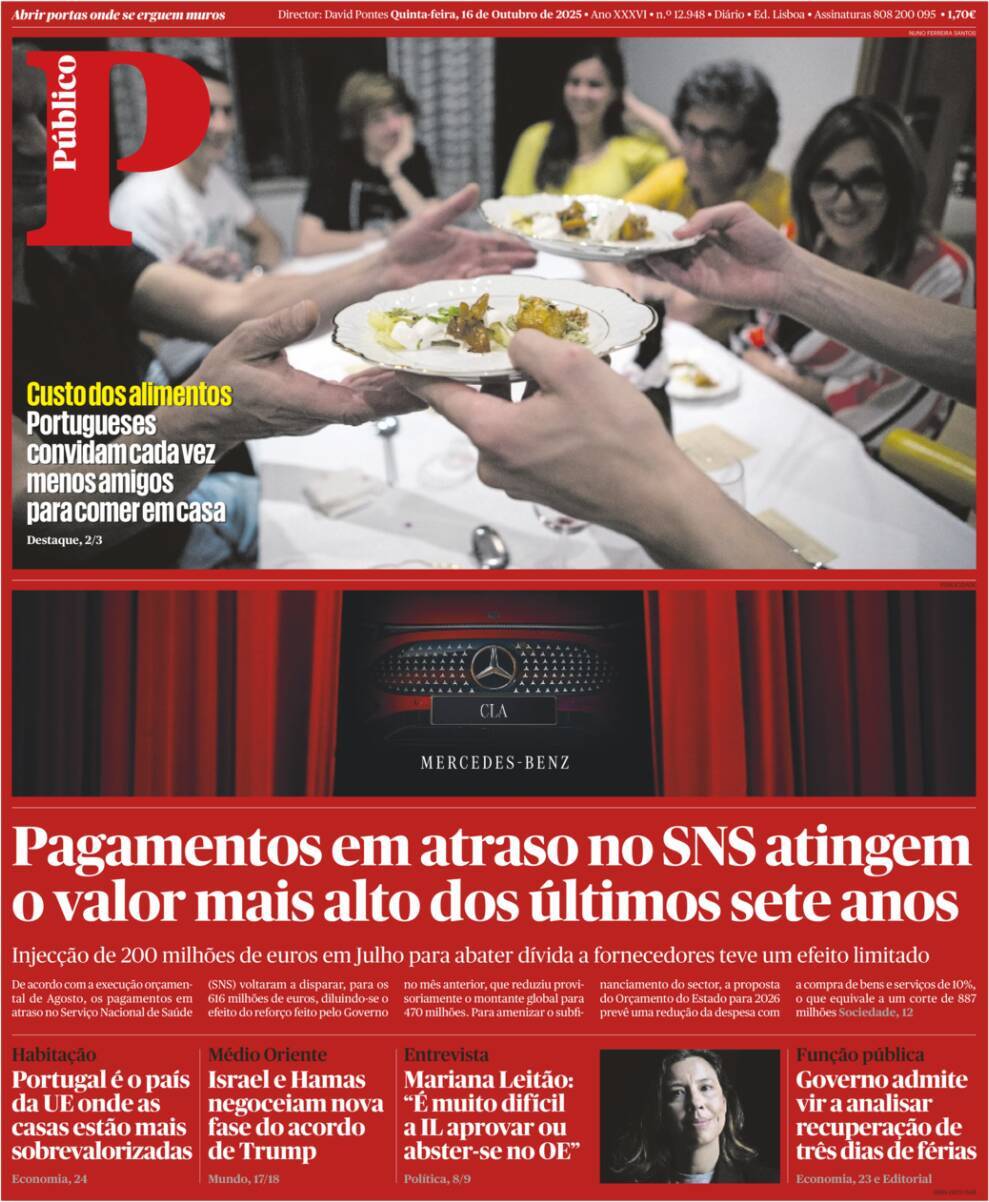 Abrir portas onde se erguem muros
Director: David Pontes Quinta-feira, 16 de Outubro de 2025 • Ano XXXVI • n.º 12.948 • Diário • Ed. Lisboa • Assinaturas 808 200 095 • 1,70€
NUNO FERREIRA SANTOS
P
Público
Custo dos alimentos
Portugueses
convidam cada vez
menos amigos
para comer em casa
Destaque, 2/3
CLA
MERCEDES-BENZ
Pagamentos em atraso no SNS atingem
o valor mais alto dos últimos sete anos
Injecção de 200 milhões de euros em Julho para abater dívida a fornecedores teve um efeito limitado
De acordo com a execução orçamen-
tal de Agosto, os pagamentos em
atraso no Serviço Nacional de Saúde
(SNS) voltaram a disparar, para os
616 milhões de euros, diluindo-se o
efeito do reforço feito pelo Governo
no mês anterior, que reduziu provi-
soriamente o montante global para
470 milhões. Para amenizar o subfi-
nanciamento do sector, a proposta
do Orçamento do Estado para 2026
prevê uma redução da despesa com
a compra de bens e serviços de 10%,
o que equivale a um corte de 887
milhões Sociedade, 12
Habitação
Portugal é o país
da UE onde as
casas estão mais
sobrevalorizadas
Economia, 24
Médio Oriente
Israel e Hamas
negoceiam nova
fase do acordo
de Trump
Mundo, 17/18
Entrevista
Mariana Leitão:
“É muito difícil
a IL aprovar ou
abster-se no OE”
Política, 8/9
Função pública
Governo admite
vir a analisar
recuperação de
três dias de férias
Economia, 23 e Editorial